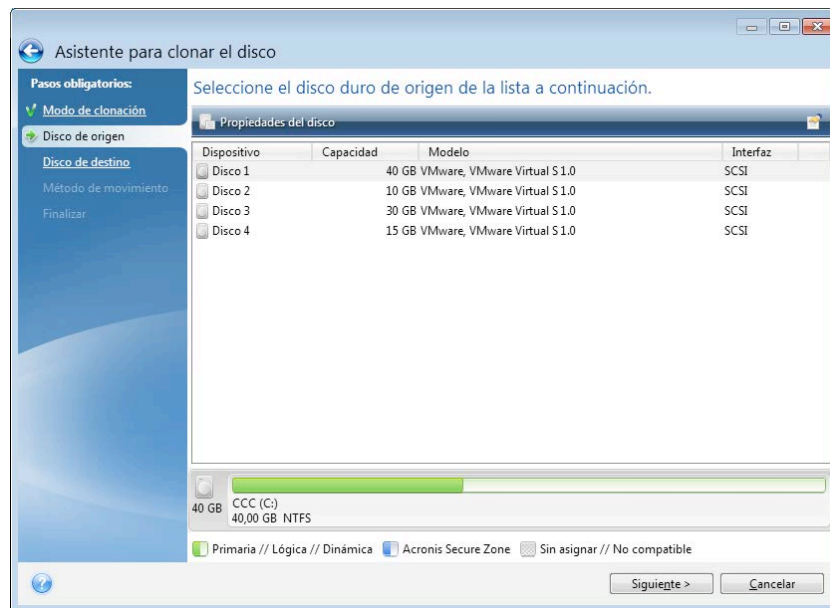 Asistente para clonar el disco
Pasos obligatorios:
Modo de clonación
Disco de origen
Disco de destino
Método de movimiento
Finalizar
Seleccione el disco duro de origen de la lista a continuación.
Propiedades del disco
Dispositivo Capacidad Modelo Interfaz
Disco 1 40 GB VMware, VMware Virtual S 1.0 SCSI
Disco 2 10 GB VMware, VMware Virtual S 1.0 SCSI
Disco 3 30 GB VMware, VMware Virtual S 1.0 SCSI
Disco 4 15 GB VMware, VMware Virtual S 1.0 SCSI
40 GB
CCC (C:)
40,00 GB NTFS
Primaria // Lógica // Dinámica Acronis Secure Zone Sin asignar // No compatible
Siguiente > Cancelar